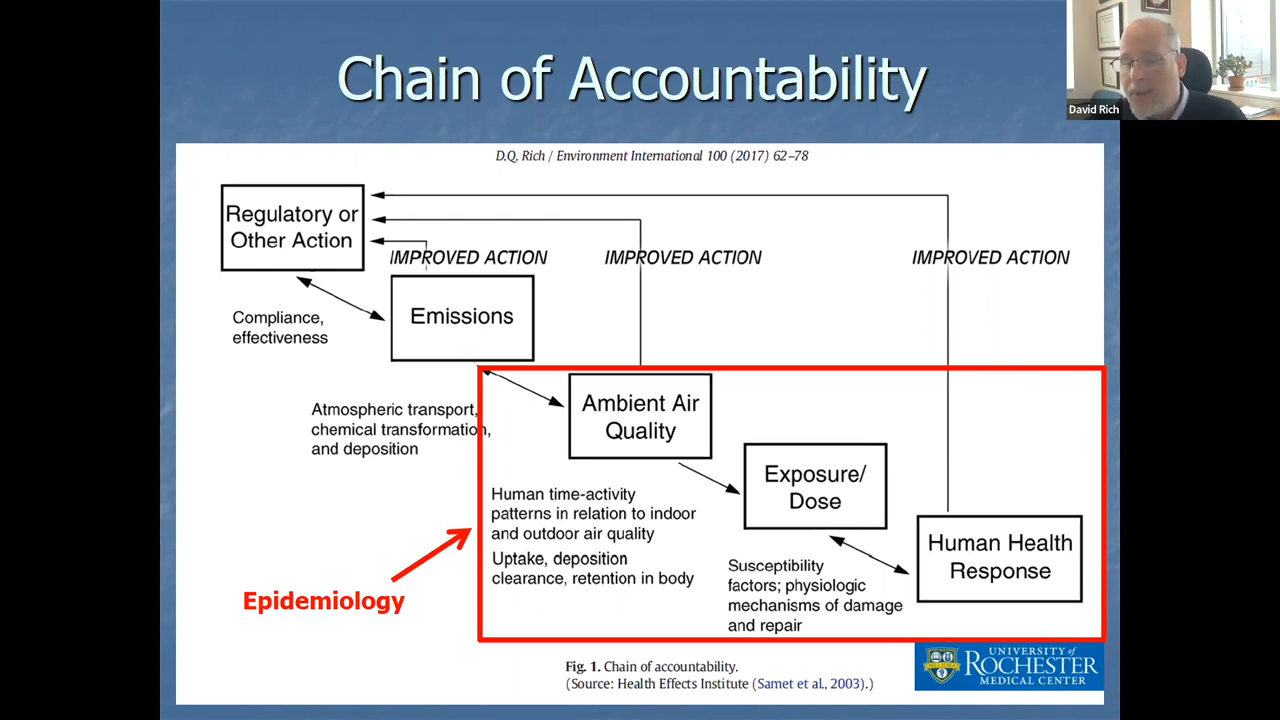 Chain of Accountability
David Rich
D.Q. Rich / Environment International 100 (2017) 62–78
Regulatory or
Other Action
IMPROVED ACTION
IMPROVED ACTION
IMPROVED ACTION
Compliance,
effectiveness
Emissions
Atmospheric transport,
chemical transformation,
and deposition
Ambient Air
Quality
Human time-activity
patterns in relation to indoor
and outdoor air quality
Uptake, deposition
clearance, retention in body
Exposure/
Dose
Susceptibility
factors; physiologic
mechanisms of damage
and repair
Human Health
Response
Epidemiology
Fig. 1. Chain of accountability.
(Source: Health Effects Institute (Samet et al., 2003).)
UNIVERSITY of
ROCHESTER
MEDICAL CENTER